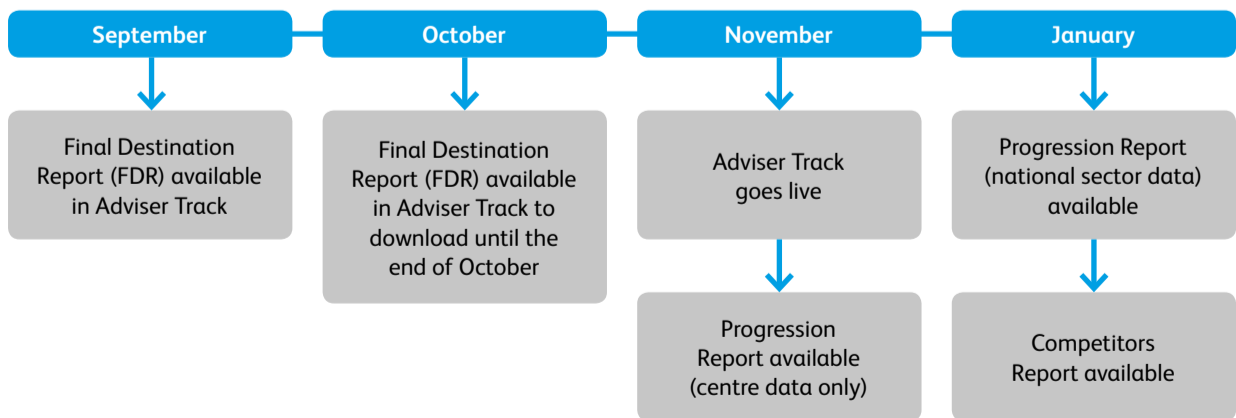 September
October
November
January
Final Destination
Report (FDR) available
in Adviser Track
Final Destination
Report (FDR) available
in Adviser Track to
download until the
end of October
Adviser Track
goes live
Progression Report
(national sector data)
available
Progression
Report available
(centre data only)
Competitors
Report available